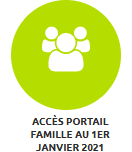 ACCÈS PORTAIL
FAMILLE AU 1ER
JANVIER 2021